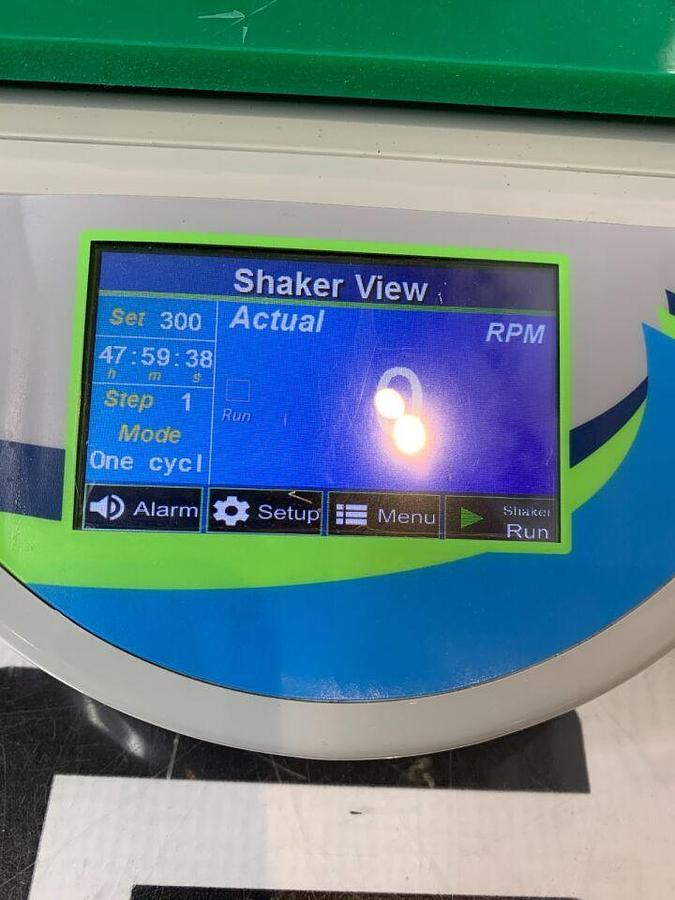 Shaker View
Set 300
47:59:38
h m s
Step 1
Mode
One cycl
Actual
RPM
0
Run
Alarm
Setup
Menu
Shaker
Run